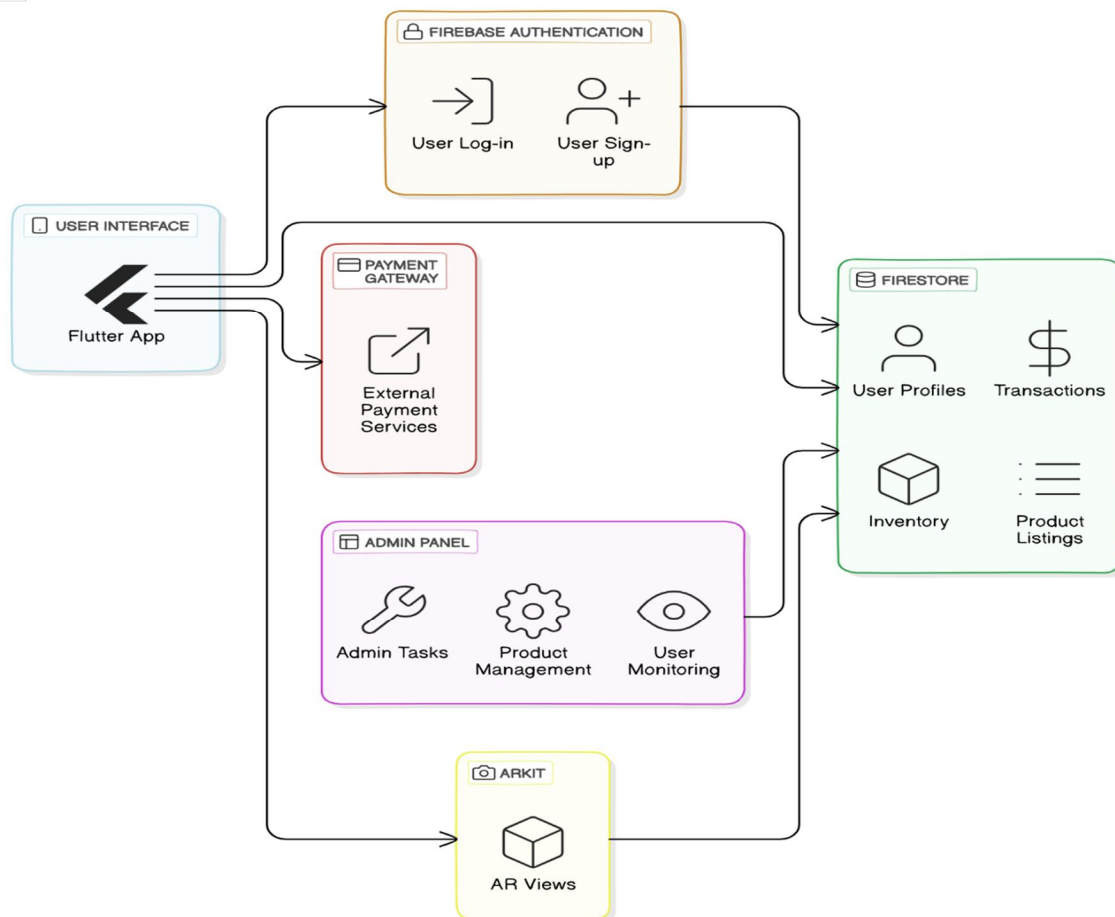 FIREBASE AUTHENTICATION
User Log-in
User Sign-
up
USER INTERFACE
Flutter App
PAYMENT
GATEWAY
External
Payment
Services
FIRESTORE
User Profiles
Transactions
Inventory
Product
Listings
ADMIN PANEL
Admin Tasks
Product
Management
User
Monitoring
ARKIT
AR Views